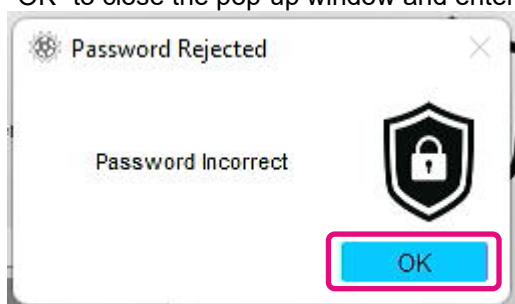 "OK" to close the pop-up window and enter
Password Rejected
Password Incorrect
OK